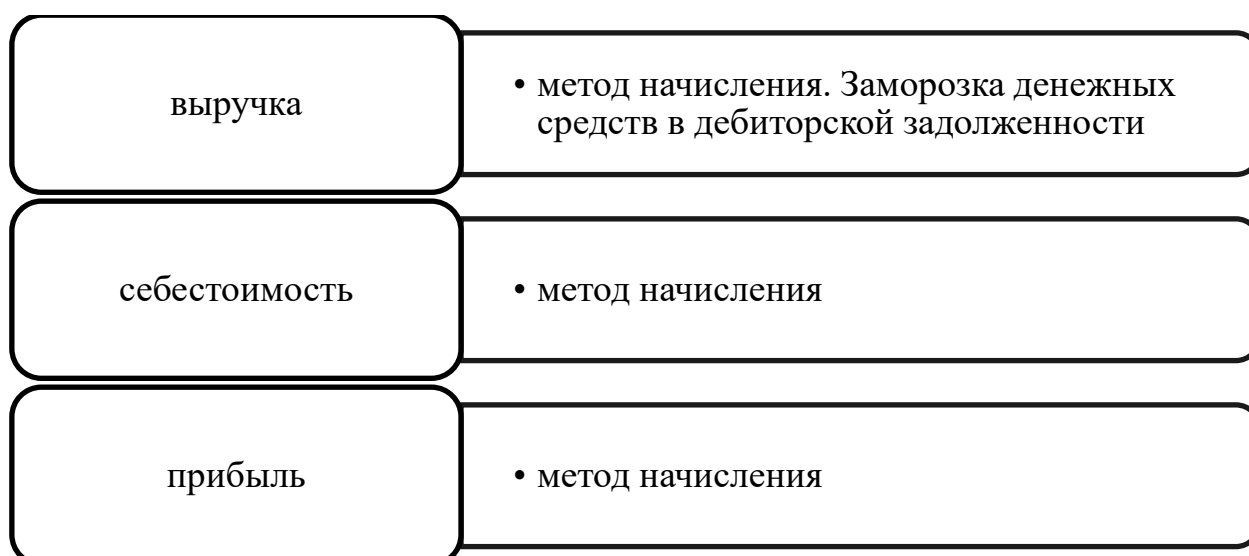 выручка
• метод начисления. Заморозка денежных
средств в дебиторской задолженности
себестоимость
• метод начисления
прибыль
• метод начисления